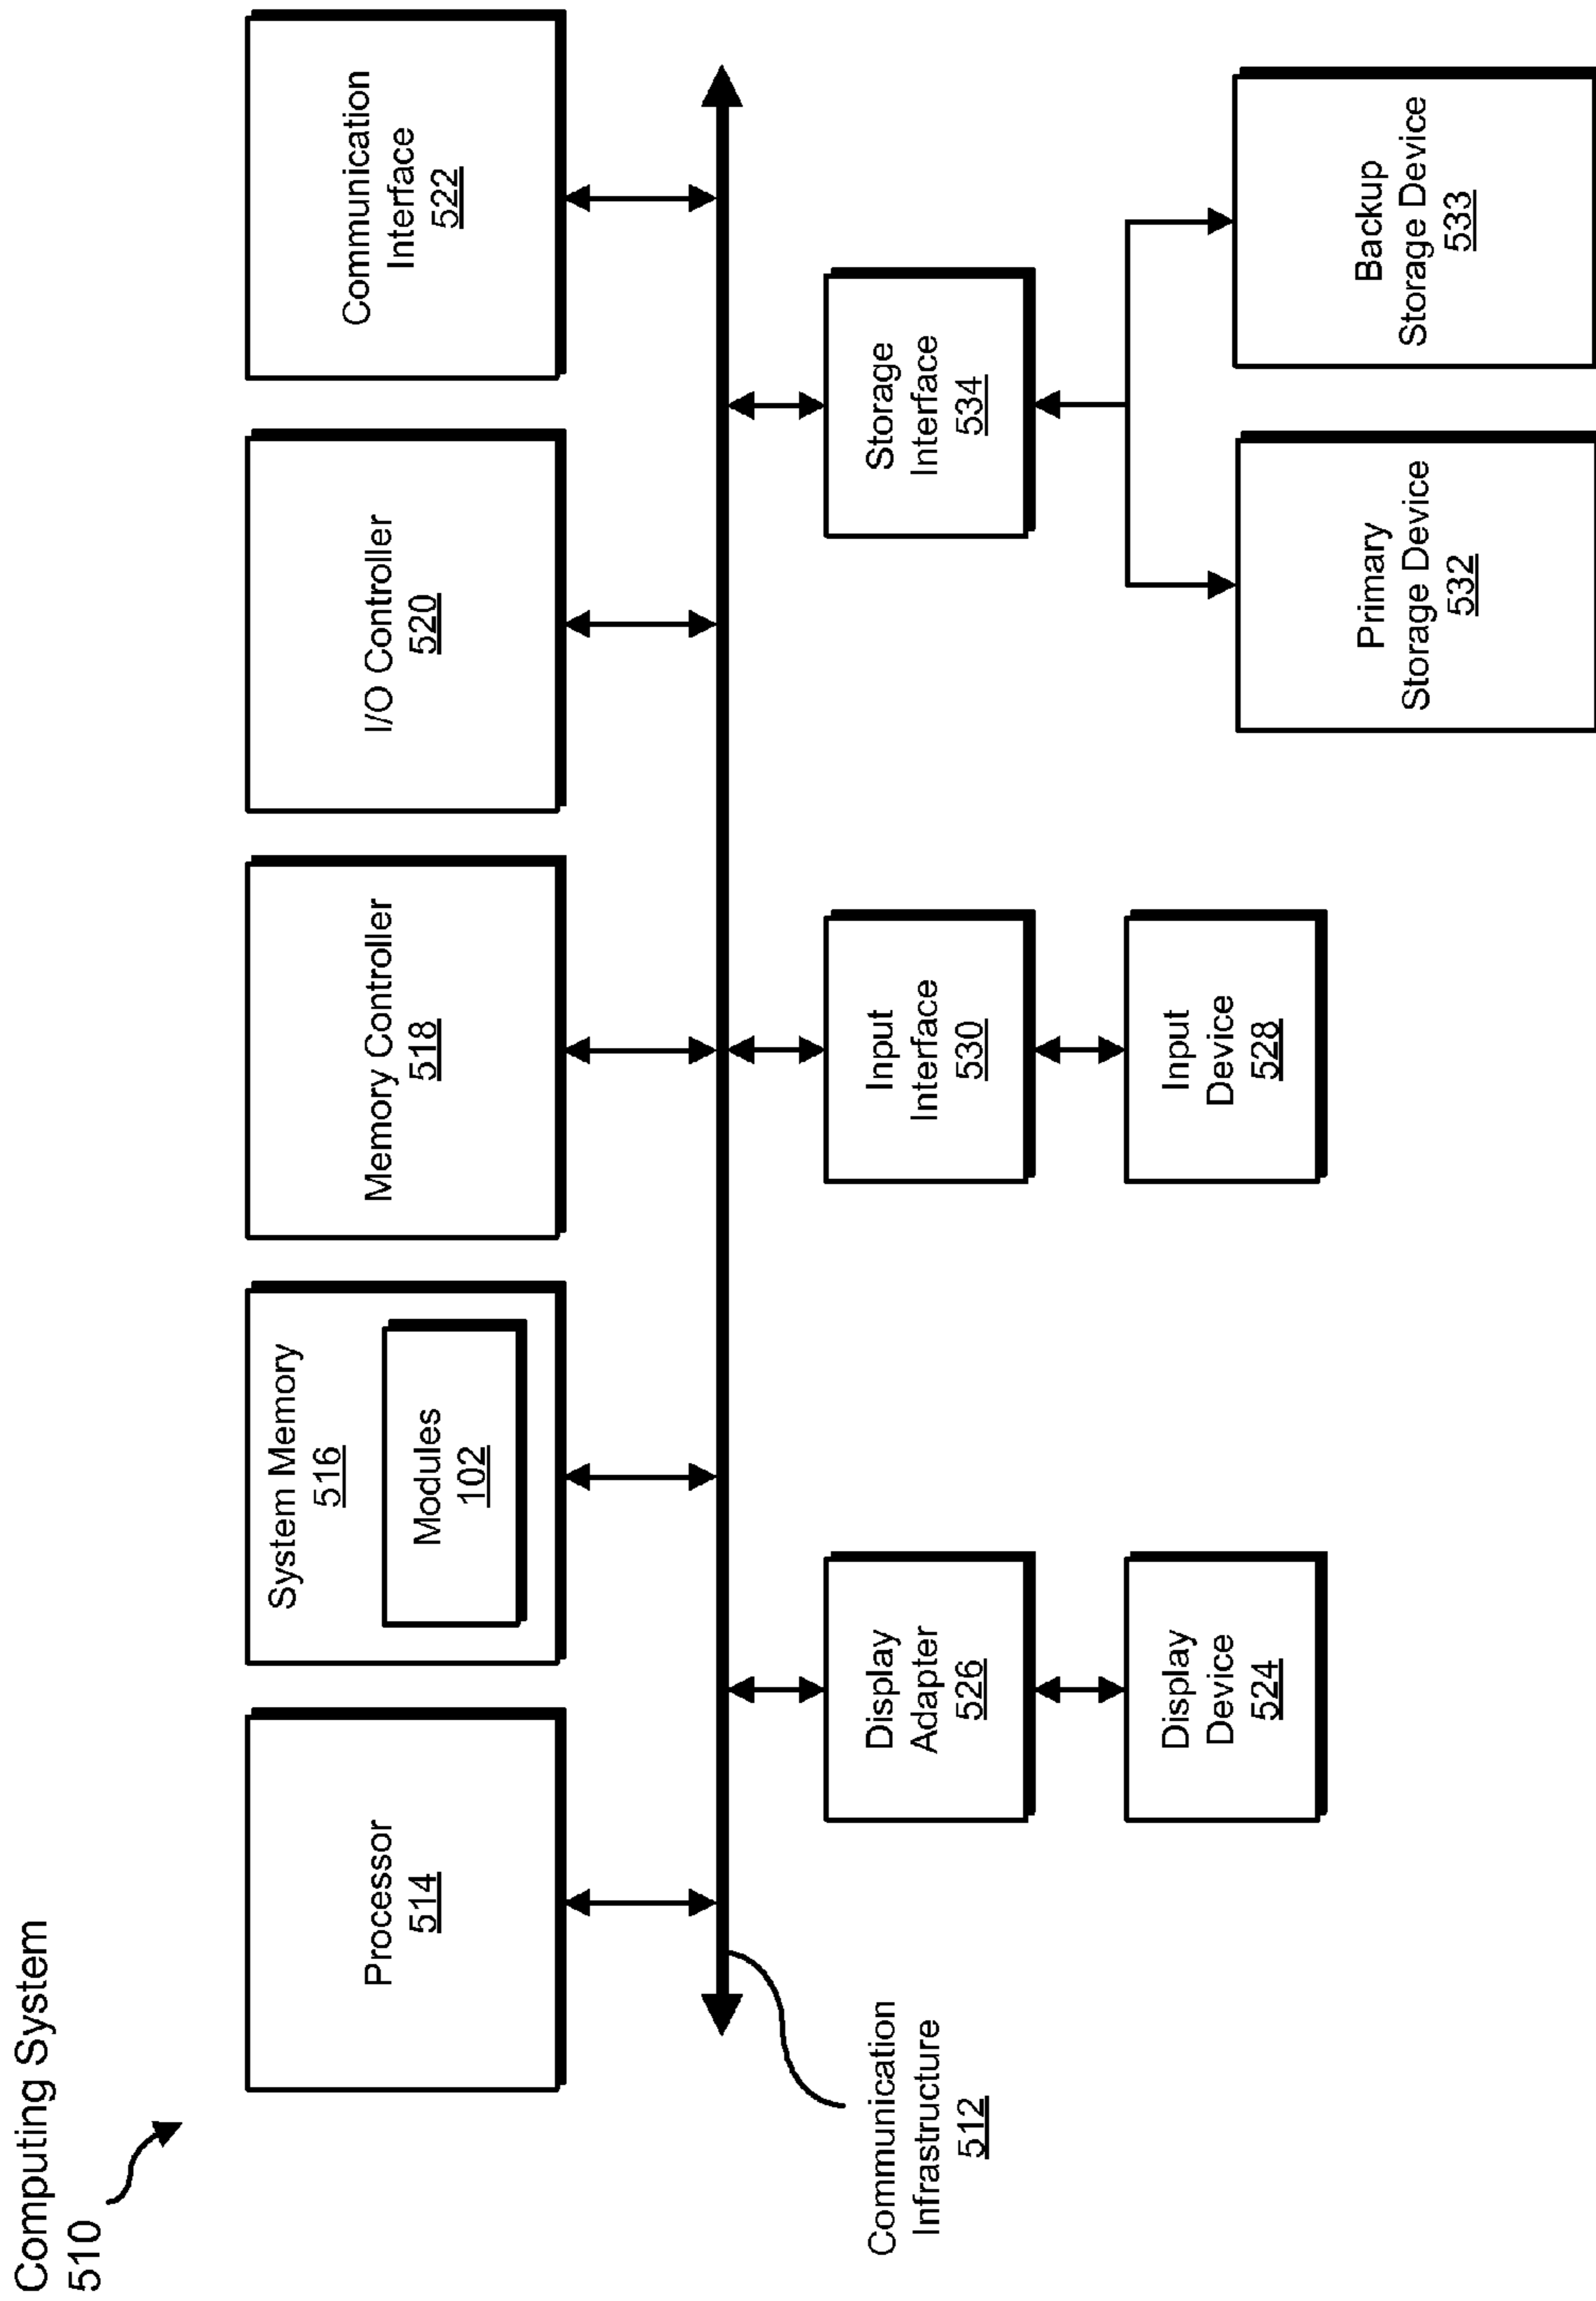 Computing System
510
Processor
514
System Memory
516
Modules
102
Memory Controller
518
I/O Controller
520
Communication
Interface
522
Communication
Infrastructure
512
Display
Adapter
526
Input
Interface
530
Storage
Interface
534
Display
Device
524
Input
Device
528
Primary
Storage Device
532
Backup
Storage Device
533